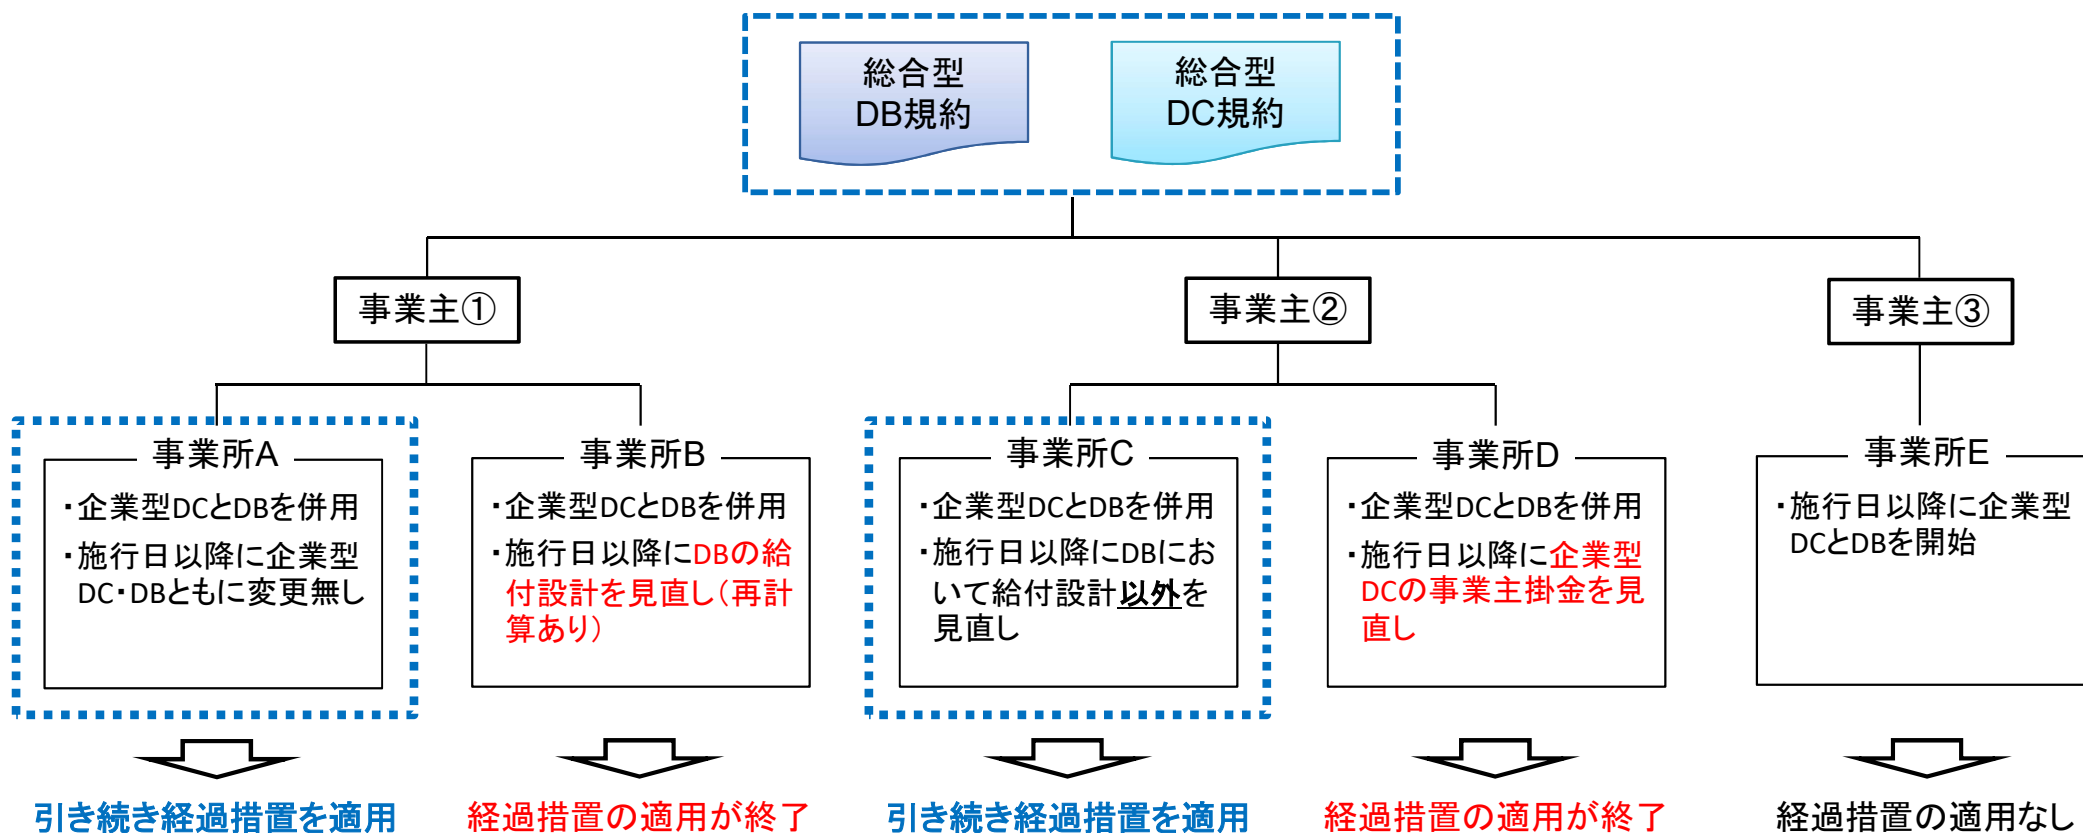 総合型
DB規約
総合型
DC規約
事業主①
事業主②
事業主③
事業所A
・企業型DCとDBを併用
・施行日以降に企業型
DC・DBともに変更無し
事業所B
・企業型DCとDBを併用
・施行日以降にDBの給
付設計を見直し（再計
算あり）
事業所C
・企業型DCとDBを併用
・施行日以降にDBにお
いて給付設計以外を
見直し
事業所D
・企業型DCとDBを併用
・施行日以降に企業型
DCの事業主掛金を見
直し
事業所E
・施行日以降に企業型
DCとDBを開始
引き続き経過措置を適用
経過措置の適用が終了
引き続き経過措置を適用
経過措置の適用が終了
経過措置の適用なし